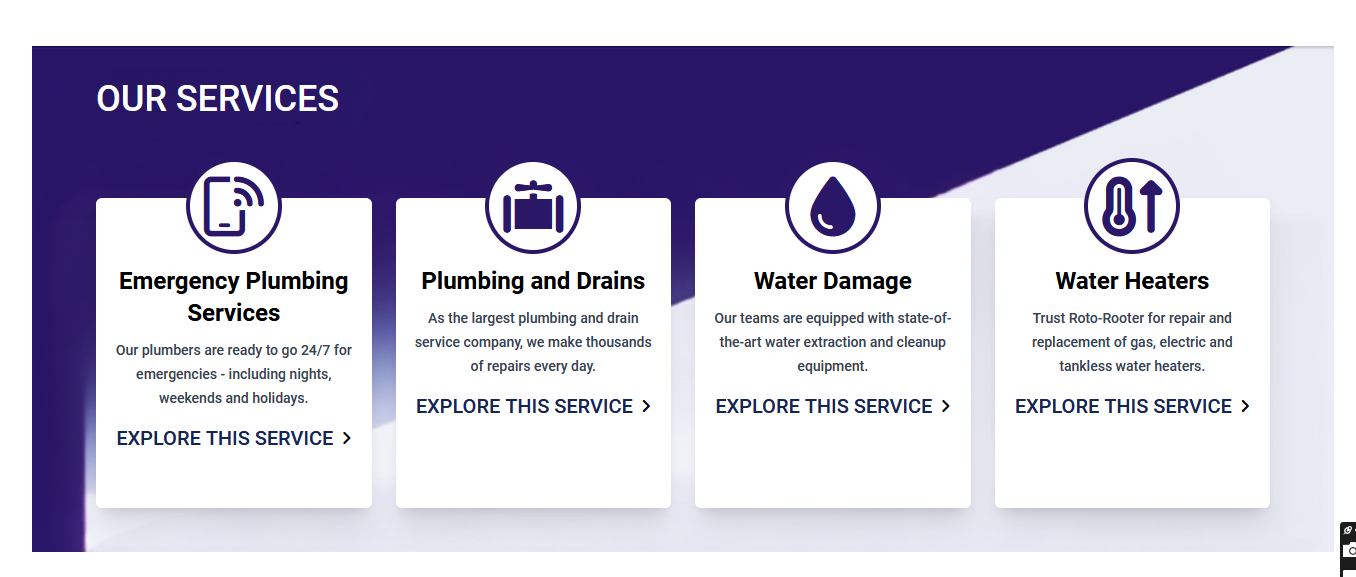 OUR SERVICES
Emergency Plumbing
Services
Our plumbers are ready to go 24/7 for
emergencies - including nights,
weekends and holidays.
EXPLORE THIS SERVICE
Plumbing and Drains
As the largest plumbing and drain
service company, we make thousands
of repairs every day.
EXPLORE THIS SERVICE
Water Damage
Our teams are equipped with state-of-
the-art water extraction and cleanup
equipment.
EXPLORE THIS SERVICE
Water Heaters
Trust Roto-Rooter for repair and
replacement of gas, electric and
tankless water heaters.
EXPLORE THIS SERVICE